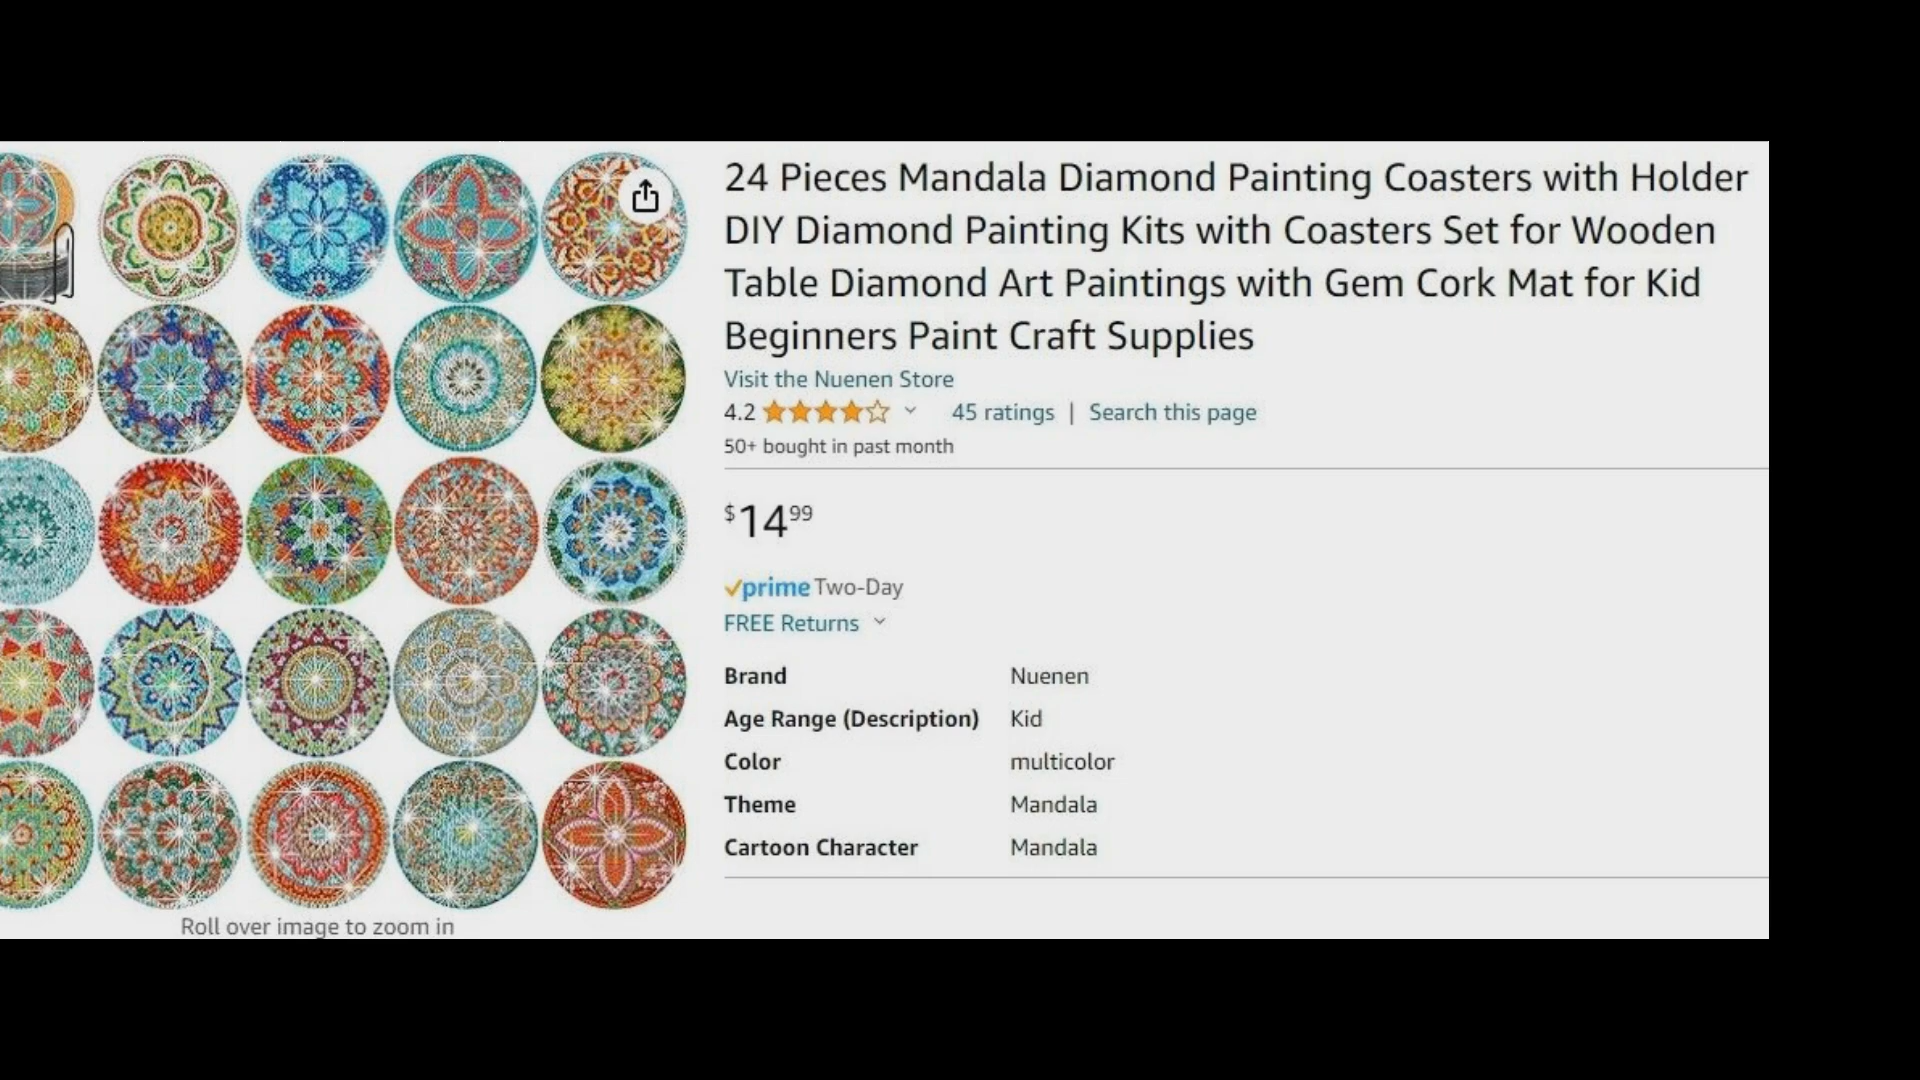 24 Pieces Mandala Diamond Painting Coasters with Holder
DIY Diamond Painting Kits with Coasters Set for Wooden
Table Diamond Art Paintings with Gem Cork Mat for Kid
Beginners Paint Craft Supplies
Visit the Nuenen Store
4.2 45 ratings | Search this page
50+ bought in past month
$14.99
prime Two-Day
FREE Returns
Brand Nuenen
Age Range (Description) Kid
Color multicolor
Theme Mandala
Cartoon Character Mandala
Roll over image to zoom in